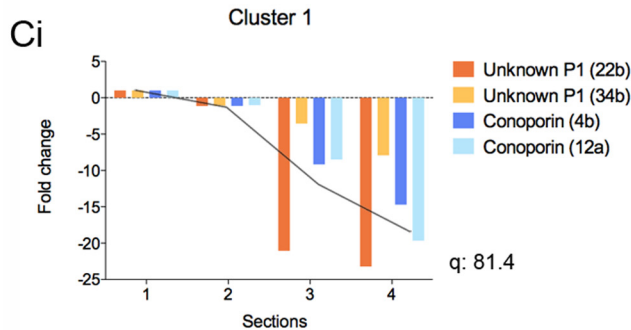 Ci
Cluster 1
5
0
-5
-10
-15
-20
-25
Fold change
1 2 3 4
Sections
Unknown P1 (22b)
Unknown P1 (34b)
Conoporin (4b)
Conoporin (12a)
q: 81.4